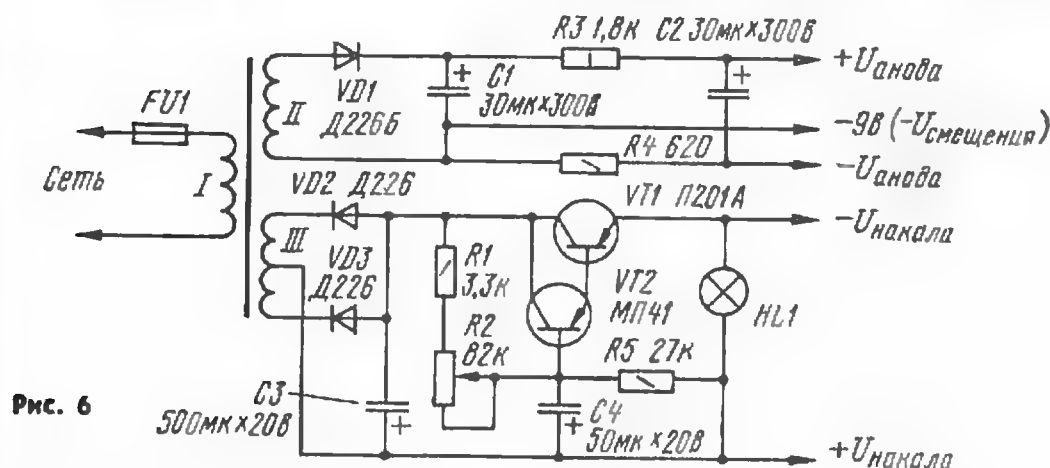 R3 1,8к C2 30мк×300В
+Uанода
C1
30мк×300В
VD1
Д226Б
FU1
II
-9В (-Uсмещения)
R4 620
-Uанода
Сеть
I
VD2 Д226
VT1 П201А
-Uнакала
III
VD3
Д226
R1
3,3к
VT2
МП41
HL1
R2
82к
R5 27к
C3
500мк×20В
C4
50мк×20В
Рис. 6
+Uнакала